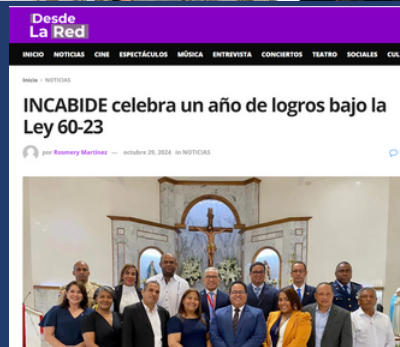 Desde
La Red
INICIO NOTICIAS CINE ESPECTÁCULOS MÚSICA ENTREVISTA CONCIERTOS TEATRO SOCIALES CUL
Inicio > NOTICIAS
INCABIDE celebra un año de logros bajo la
Ley 60-23
por Rosmery Martínez — octubre 29, 2024 in NOTICIAS